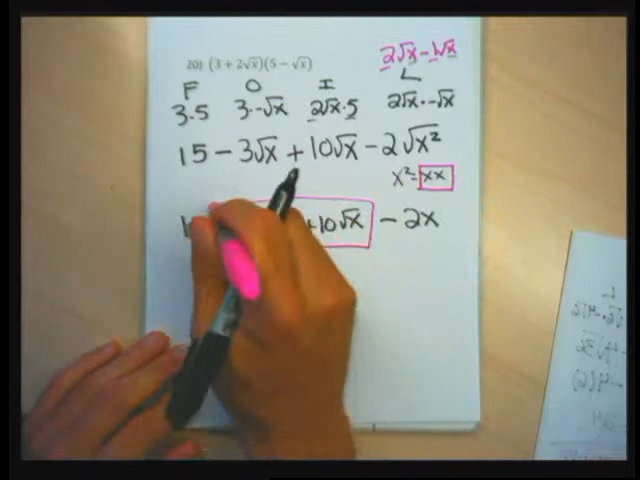 20) (3 + 2√x)(5 − √x)
2√x − 1√x
F O I L
3·5 3·−√x 2√x·5 2√x·−√x
15 − 3√x + 10√x − 2√x²
x² = xx
+10√x − 2x